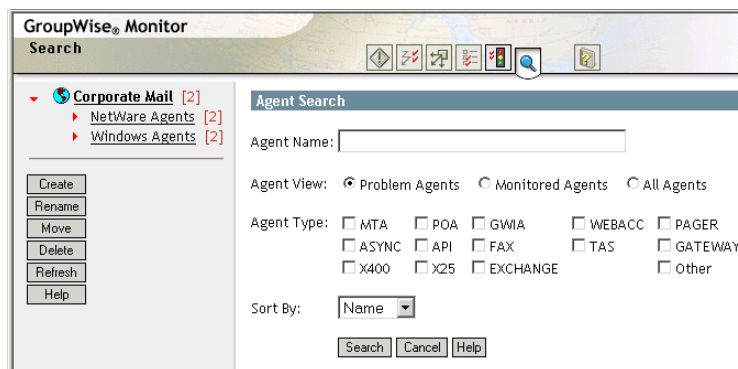 GroupWise® Monitor
Search
Corporate Mail [2]
NetWare Agents [2]
Windows Agents [2]
Create
Rename
Move
Delete
Refresh
Help
Agent Search
Agent Name:
Agent View: Problem Agents Monitored Agents All Agents
Agent Type: MTA POA GWIA WEBACC PAGER
ASYNC API FAX TAS GATEWAY
X400 X25 EXCHANGE Other
Sort By: Name
Search Cancel Help